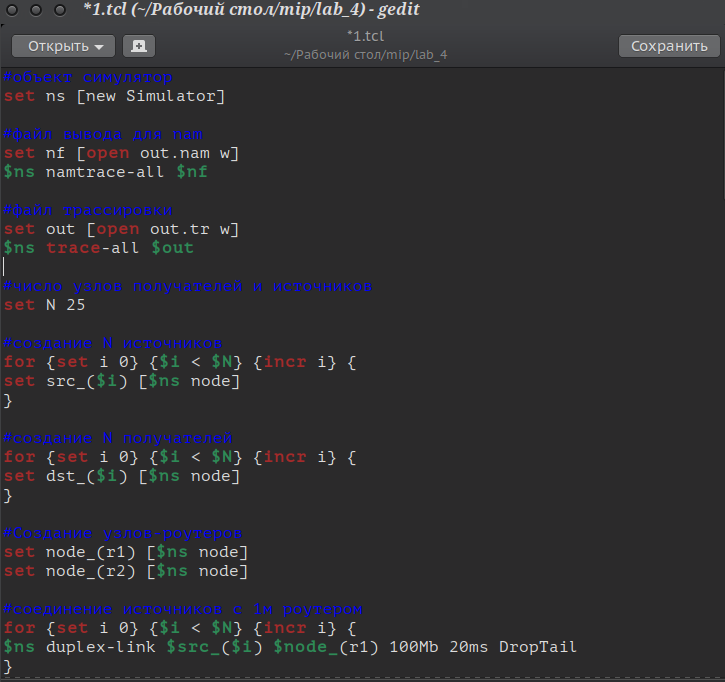 *1.tcl (~/Рабочий стол/mip/lab_4) - gedit
Открыть
*1.tcl
~/Рабочий стол/mip/lab_4
Сохранить
#объект симулятор
set ns [new Simulator]
#файл вывода для nam
set nf [open out.nam w]
$ns namtrace-all $nf
#файл трассировки
set out [open out.tr w]
$ns trace-all $out
#число узлов получателей и источников
set N 25
#создание N источников
for {set i 0} {$i < $N} {incr i} {
set src_($i) [$ns node]
}
#создание N получателей
for {set i 0} {$i < $N} {incr i} {
set dst_($i) [$ns node]
}
#Создание узлов-роутеров
set node_(r1) [$ns node]
set node_(r2) [$ns node]
#соединение источников с 1м роутером
for {set i 0} {$i < $N} {incr i} {
$ns duplex-link $src_($i) $node_(r1) 100Mb 20ms DropTail
}